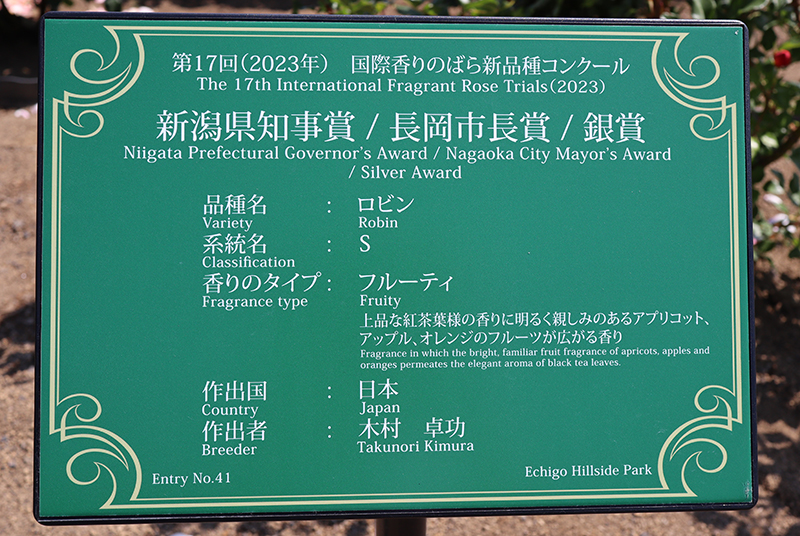 第17回(2023年) 国際香りのばら新品種コンクール
The 17th International Fragrant Rose Trials(2023)
新潟県知事賞 / 長岡市長賞 / 銀賞
Niigata Prefectural Governor's Award / Nagaoka City Mayor's Award
/ Silver Award
品種名 : ロビン
Variety Robin
系統名 : S
Classification
香りのタイプ : フルーティ
Fragrance type Fruity
上品な紅茶葉様の香りに明るく親しみのあるアプリコット、
アップル、オレンジのフルーツが広がる香り
Fragrance in which the bright, familiar fruit fragrance of apricots, apples and
oranges permeates the elegant aroma of black tea leaves.
作出国 : 日本
Country Japan
作出者 : 木村 卓功
Breeder Takunori Kimura
Entry No.41 Echigo Hillside Park